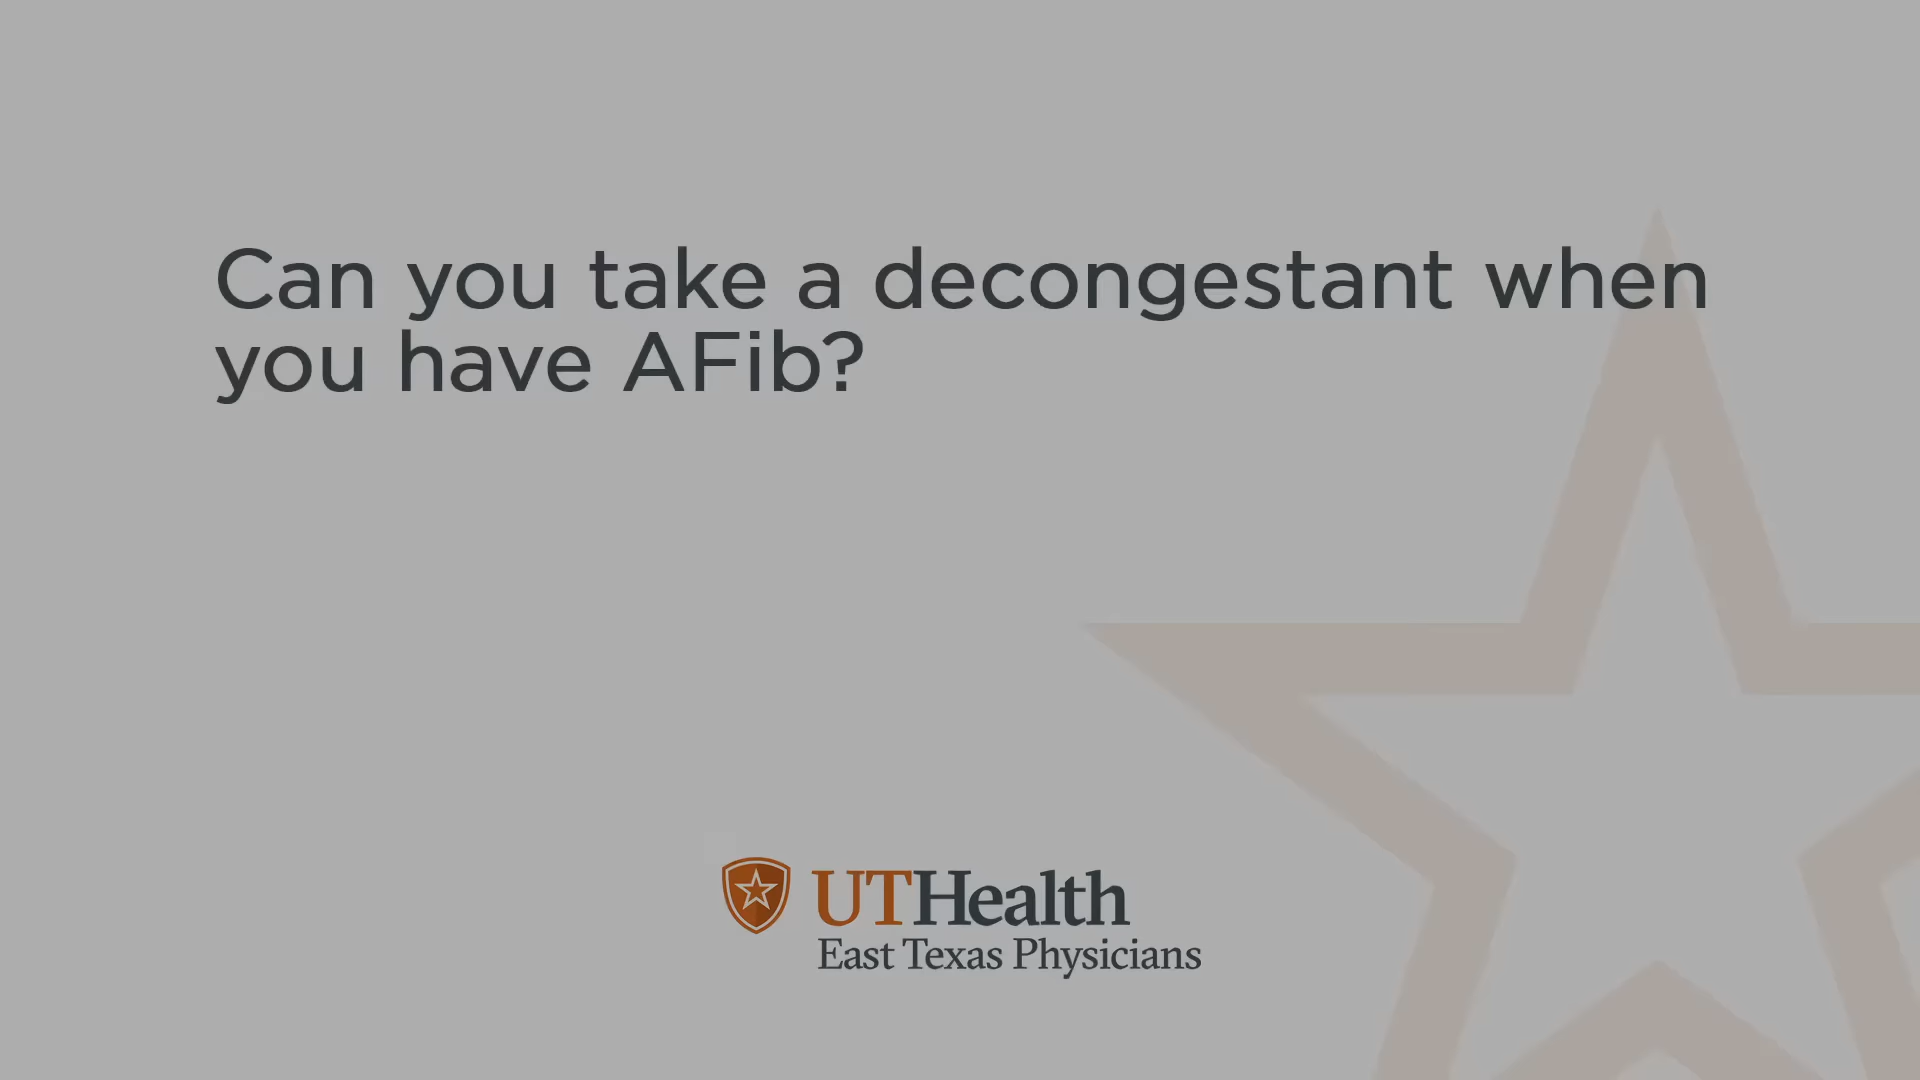 Can you take a decongestant when
you have AFib?
UTHealth
East Texas Physicians